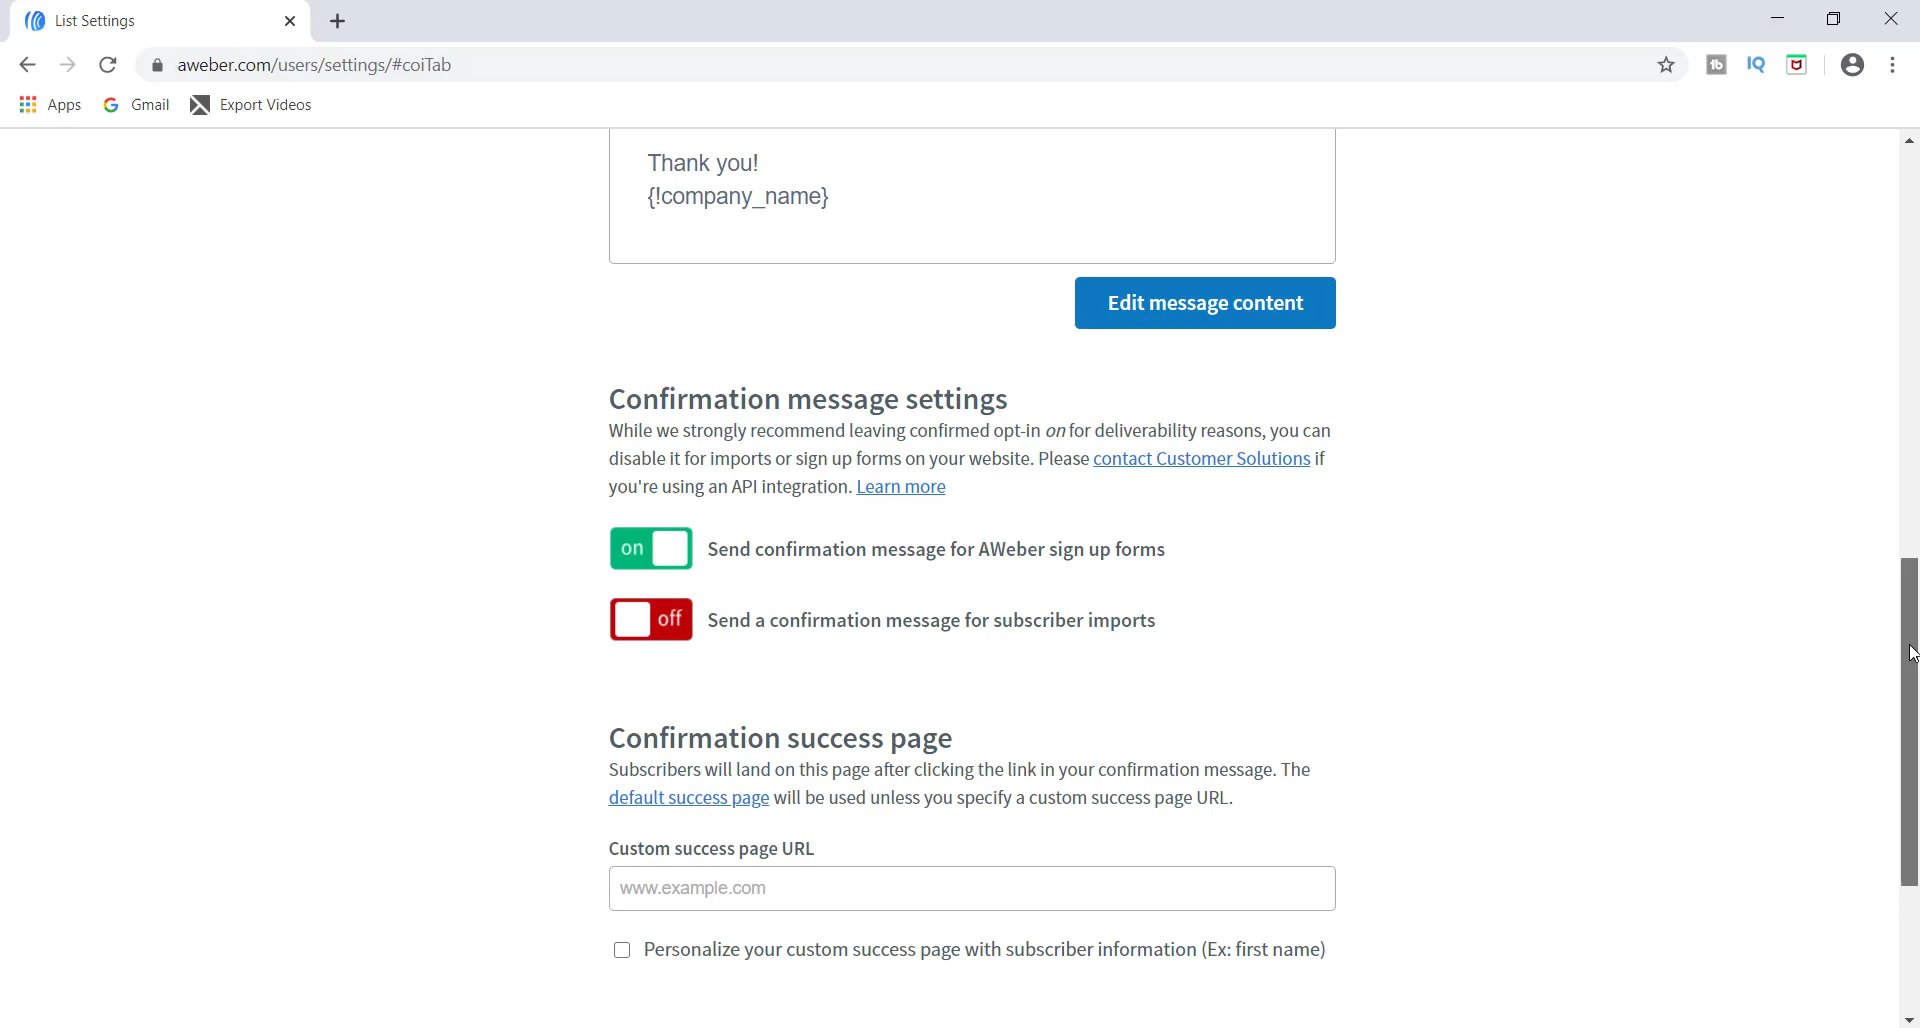 List Settings
aweber.com/users/settings/#coiTab
Apps Gmail Export Videos
Thank you!
{!company_name}
Edit message content
Confirmation message settings
While we strongly recommend leaving confirmed opt-in on for deliverability reasons, you can
disable it for imports or sign up forms on your website. Please contact Customer Solutions if
you're using an API integration. Learn more
on Send confirmation message for AWeber sign up forms
off Send a confirmation message for subscriber imports
Confirmation success page
Subscribers will land on this page after clicking the link in your confirmation message. The
default success page will be used unless you specify a custom success page URL.
Custom success page URL
www.example.com
Personalize your custom success page with subscriber information (Ex: first name)